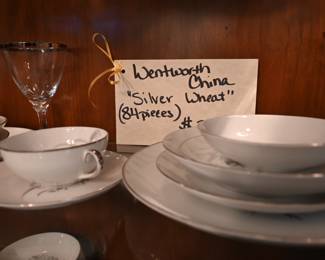 Wentworth
China
"Silver Wheat"
(84 pieces)
$